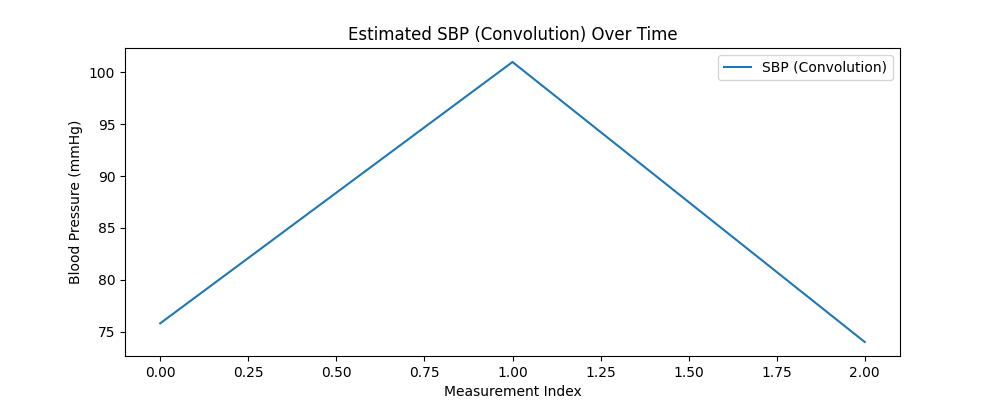 Estimated SBP (Convolution) Over Time
SBP (Convolution)
Blood Pressure (mmHg)
100
95
90
85
80
75
0.00 0.25 0.50 0.75 1.00 1.25 1.50 1.75 2.00
Measurement Index